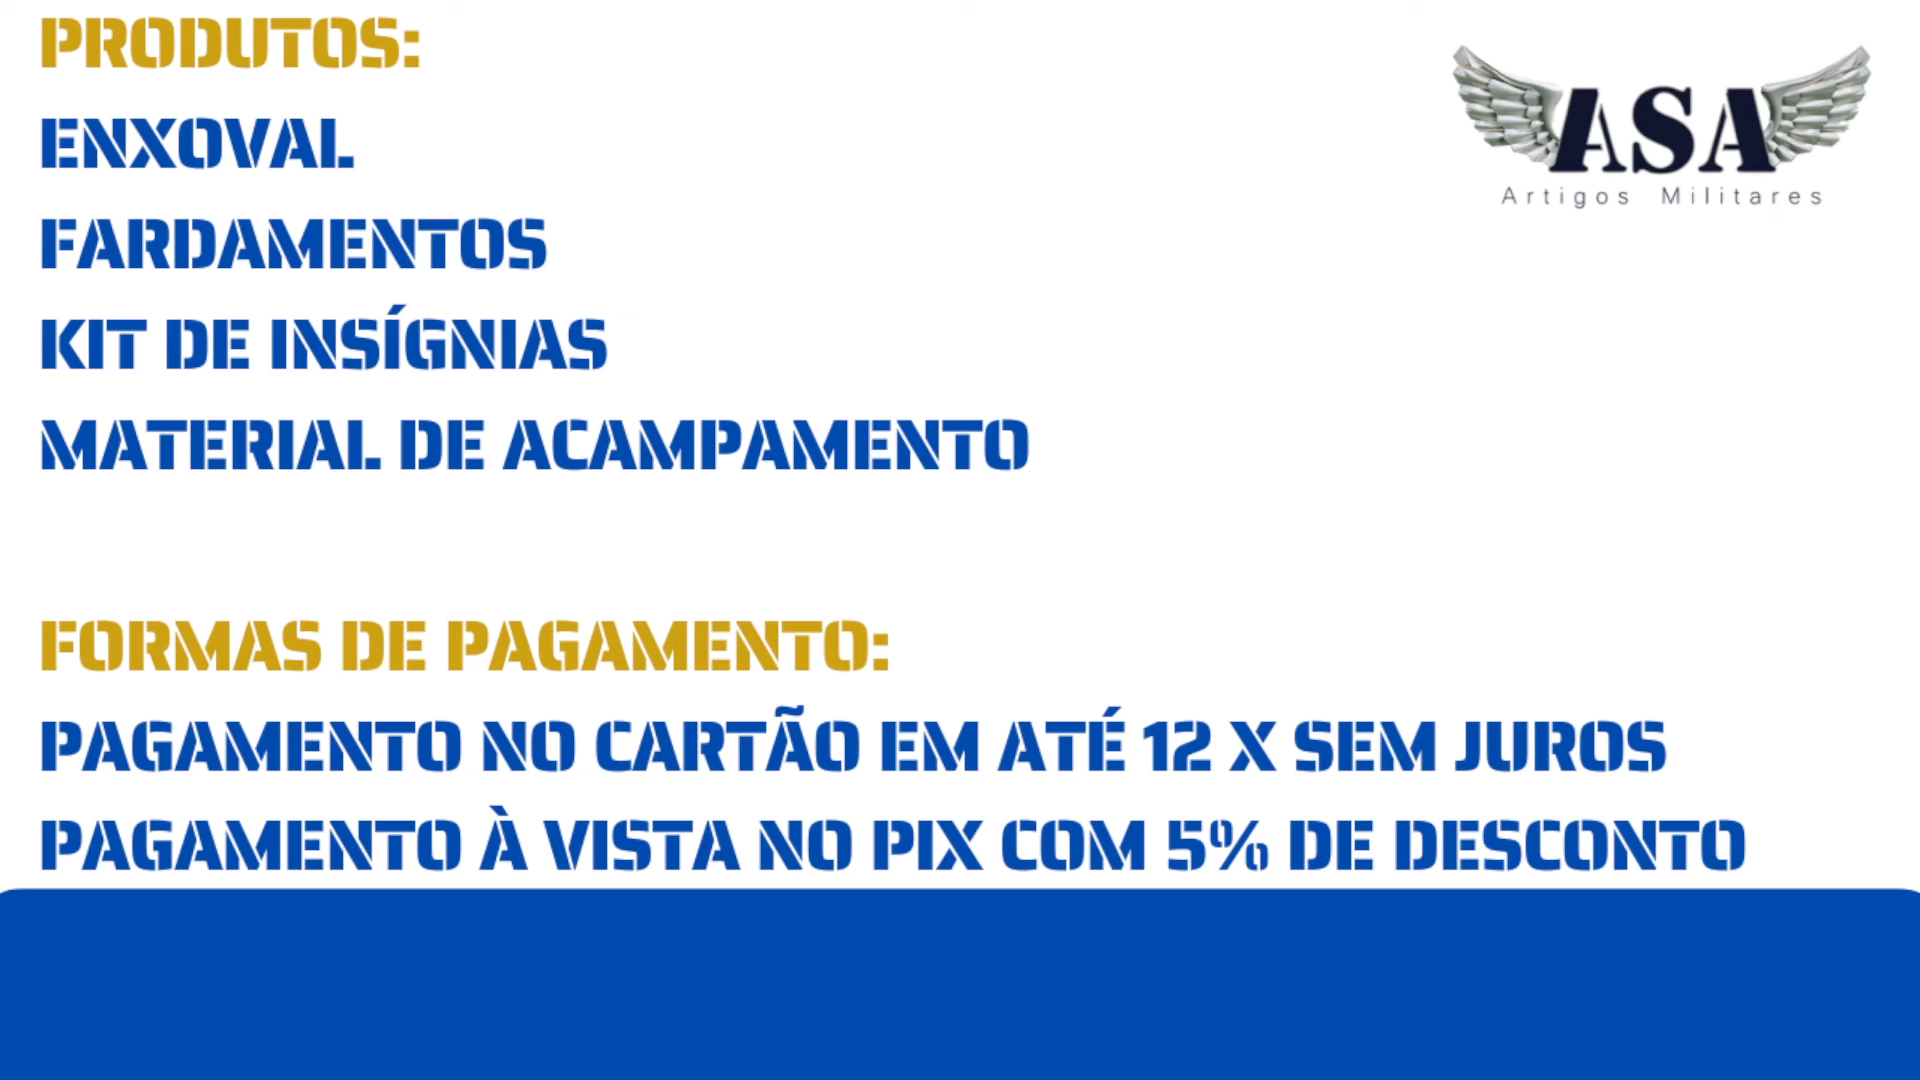 PRODUTOS:
ENXOVAL
FARDAMENTOS
KIT DE INSÍGNIAS
MATERIAL DE ACAMPAMENTO
FORMAS DE PAGAMENTO:
PAGAMENTO NO CARTÃO EM ATÉ 12 X SEM JUROS
PAGAMENTO À VISTA NO PIX COM 5% DE DESCONTO
ASA
Artigos Militares